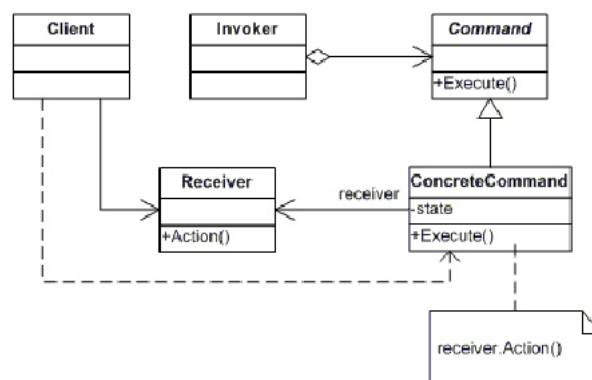 Client
Invoker
Command
+Execute()
Receiver
+Action()
receiver
ConcreteCommand
-state
+Execute()
receiver.Action()